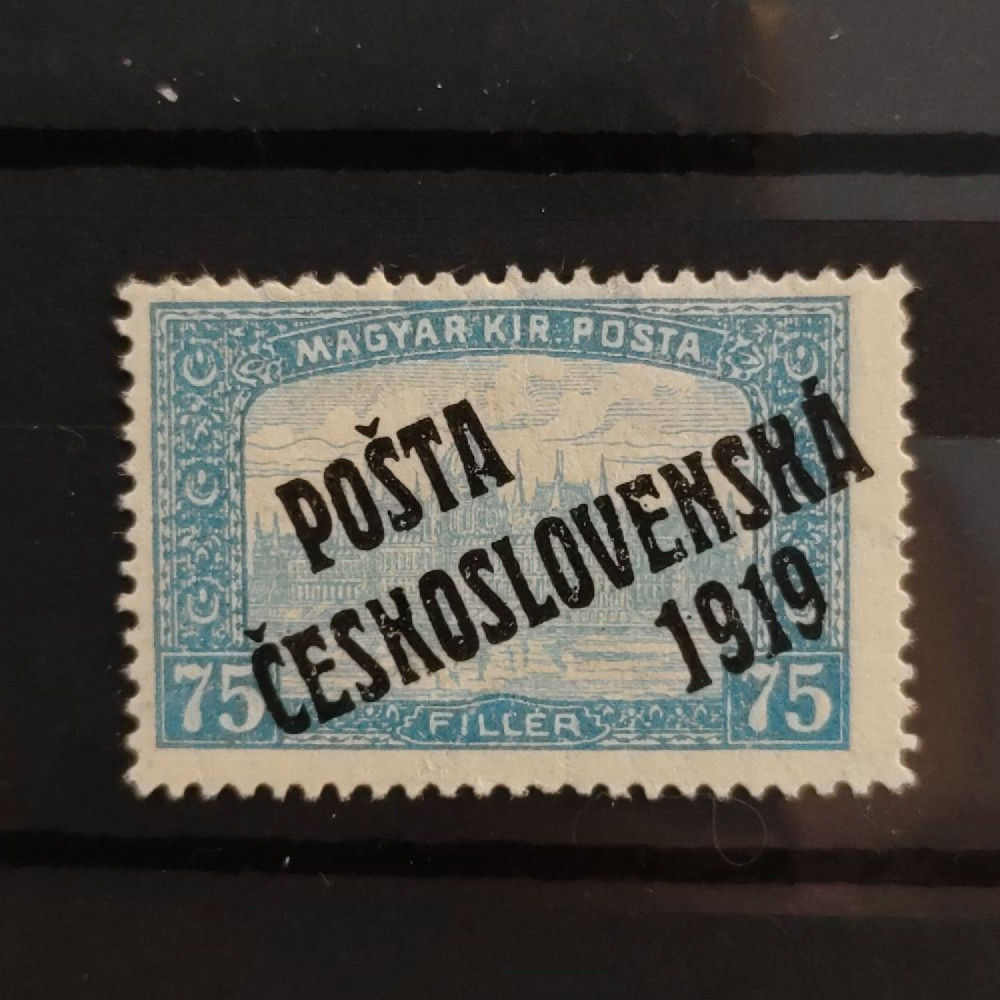 MAGYAR KIR. POSTA
POŠTA
ČESKOSLOVENSKÁ
1919
75 75
FILLÉR